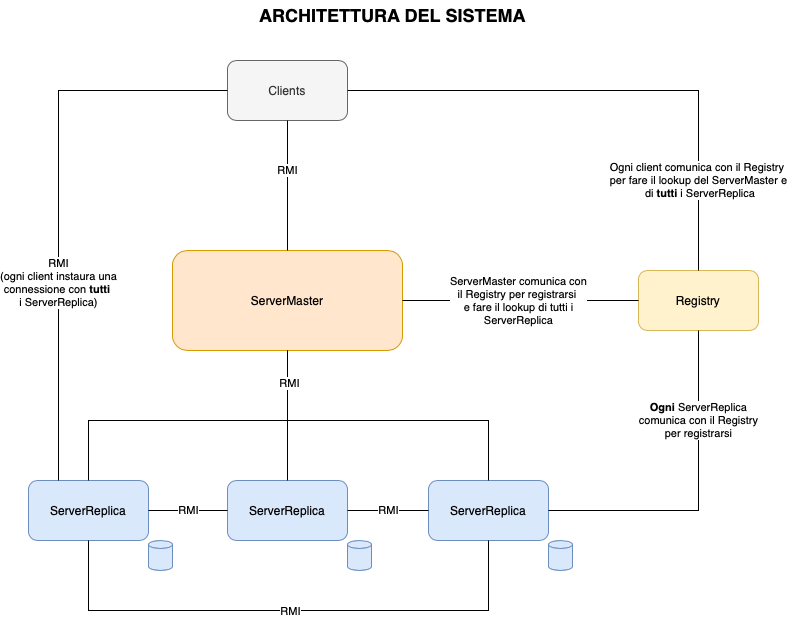 ARCHITETTURA DEL SISTEMA
Clients
RMI
Ogni client comunica con il Registry
per fare il lookup del ServerMaster e
di tutti i ServerReplica
RMI
(ogni client instaura una
connessione con tutti
i ServerReplica)
ServerMaster
ServerMaster comunica con
il Registry per registrarsi
e fare il lookup di tutti i
ServerReplica
Registry
RMI
Ogni ServerReplica
comunica con il Registry
per registrarsi
ServerReplica
RMI
ServerReplica
RMI
ServerReplica
RMI